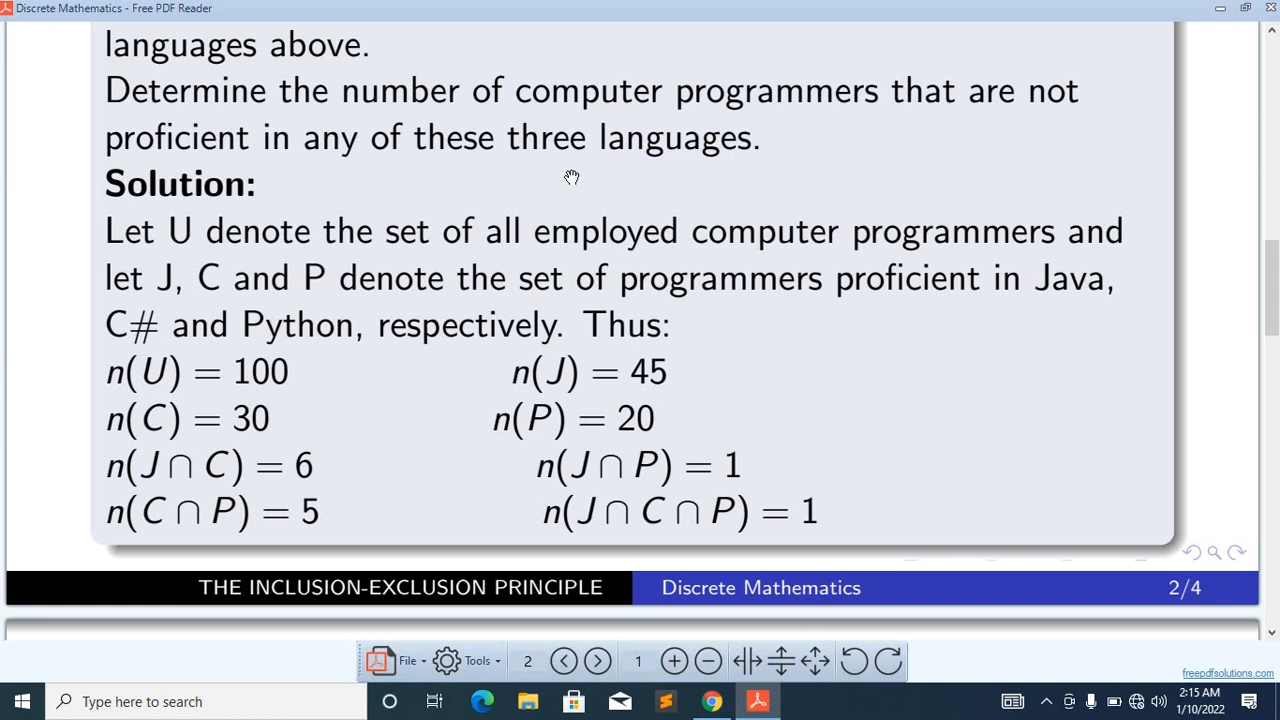 Discrete Mathematics - Free PDF Reader
languages above.
Determine the number of computer programmers that are not
proficient in any of these three languages.
Solution:
Let U denote the set of all employed computer programmers and
let J, C and P denote the set of programmers proficient in Java,
C# and Python, respectively. Thus:
n(U) = 100 n(J) = 45
n(C) = 30 n(P) = 20
n(J ∩ C) = 6 n(J ∩ P) = 1
n(C ∩ P) = 5 n(J ∩ C ∩ P) = 1
THE INCLUSION-EXCLUSION PRINCIPLE Discrete Mathematics 2/4
File Tools 2 1
freepdfsolutions.com
Type here to search
2:15 AM
1/10/2022